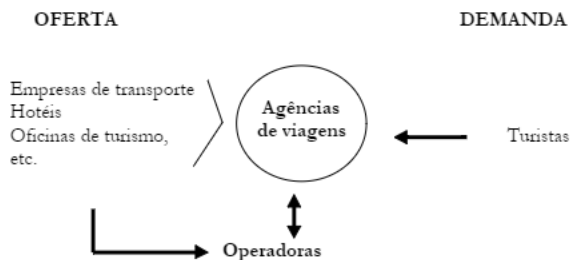 OFERTA
DEMANDA
Empresas de transporte
Hotéis
Oficinas de turismo,
etc.
Agências
de viagens
Turistas
Operadoras